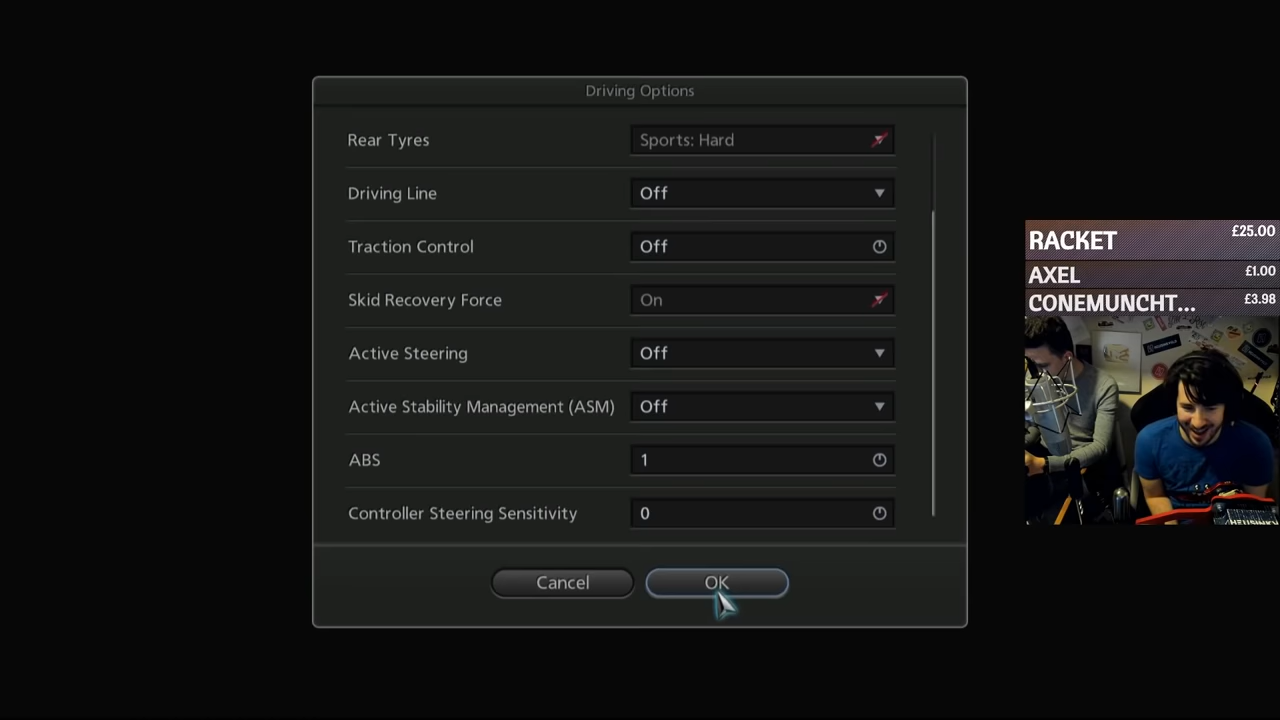 Driving Options
Rear Tyres Sports: Hard
Driving Line Off
Traction Control Off
Skid Recovery Force On
Active Steering Off
Active Stability Management (ASM) Off
ABS 1
Controller Steering Sensitivity 0
Cancel OK
RACKET £25.00
AXEL £1.00
CONEMUNCHT... £3.98